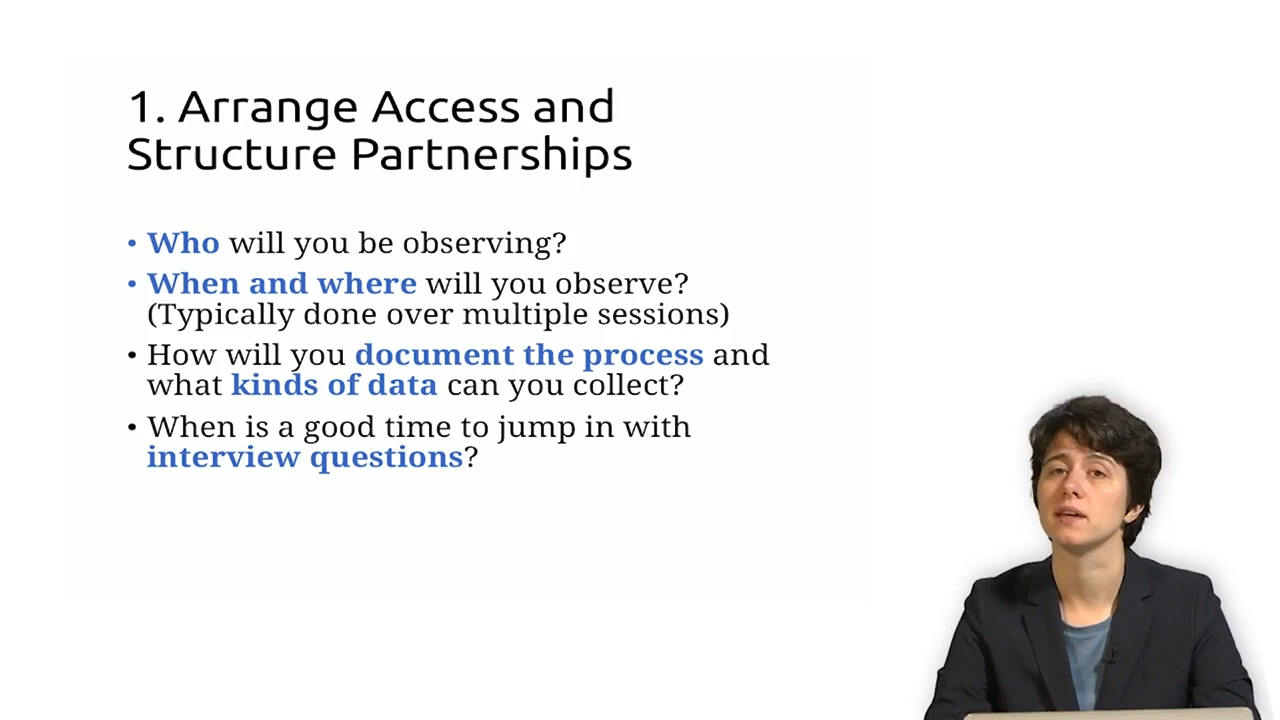 1. Arrange Access and
Structure Partnerships
• Who will you be observing?
• When and where will you observe?
(Typically done over multiple sessions)
• How will you document the process and
what kinds of data can you collect?
• When is a good time to jump in with
interview questions?